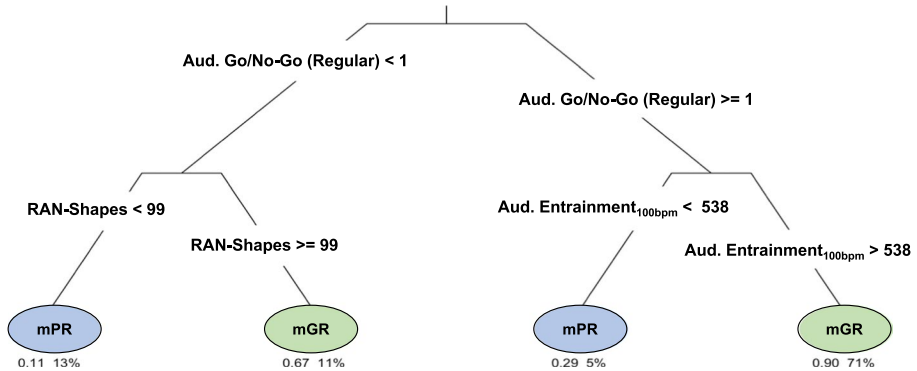 Aud. Go/No-Go (Regular) < 1
Aud. Go/No-Go (Regular) >= 1
RAN-Shapes < 99
RAN-Shapes >= 99
Aud. Entrainment100bpm < 538
Aud. Entrainment100bpm > 538
mPR
mGR
mPR
mGR
0.11 13%
0.67 11%
0.29 5%
0.90 71%